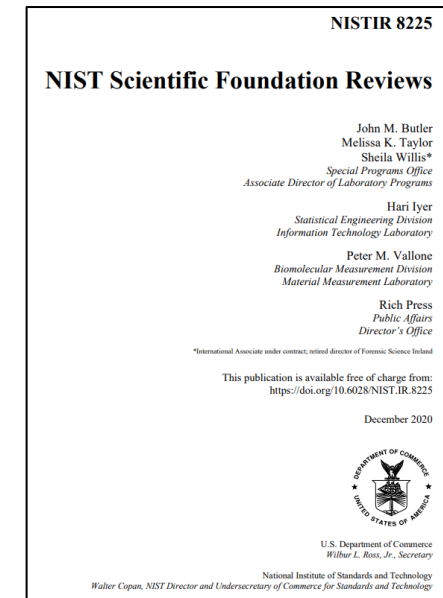 NISTIR 8225
NIST Scientific Foundation Reviews
John M. Butler
Melissa K. Taylor
Sheila Willis*
Special Programs Office
Associate Director of Laboratory Programs
Hari Iyer
Statistical Engineering Division
Information Technology Laboratory
Peter M. Vallone
Biomolecular Measurement Division
Material Measurement Laboratory
Rich Press
Public Affairs
Director's Office
*International Associate under contract; retired director of Forensic Science Ireland
This publication is available free of charge from:
https://doi.org/10.6028/NIST.IR.8225
December 2020
DEPARTMENT OF COMMERCE
UNITED STATES OF AMERICA
U.S. Department of Commerce
Wilbur L. Ross, Jr., Secretary
National Institute of Standards and Technology
Walter Copan, NIST Director and Undersecretary of Commerce for Standards and Technology